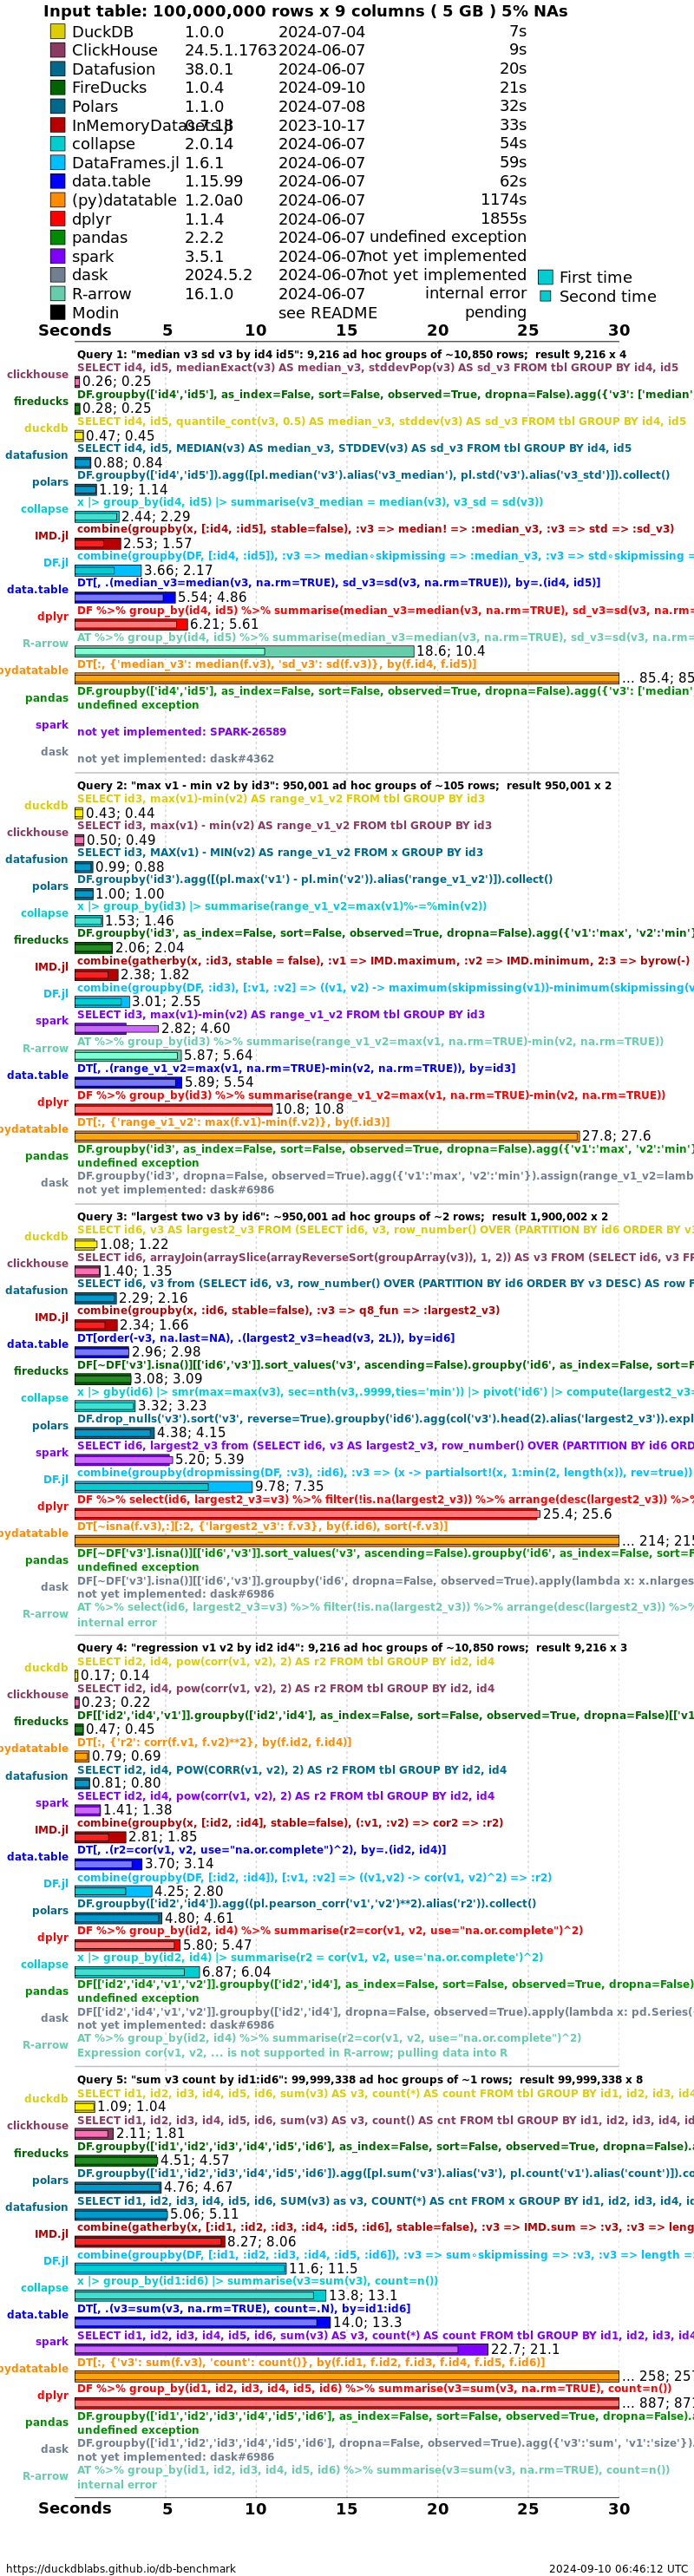 Input table: 100,000,000 rows x 9 columns ( 5 GB ) 5% NAs
DuckDB 1.0.0 2024-07-04 7s
ClickHouse 24.5.1.1763 2024-06-07 9s
Datafusion 38.0.1 2024-06-07 20s
FireDucks 1.0.4 2024-09-10 21s
Polars 1.1.0 2024-07-08 32s
InMemoryDatasets.jl 0.7.18 2023-10-17 33s
collapse 2.0.14 2024-06-07 54s
DataFrames.jl 1.6.1 2024-06-07 59s
data.table 1.15.99 2024-06-07 62s
(py)datatable 1.2.0a0 2024-06-07 1174s
dplyr 1.1.4 2024-06-07 1855s
pandas 2.2.2 2024-06-07 undefined exception
spark 3.5.1 2024-06-07 not yet implemented
dask 2024.5.2 2024-06-07 not yet implemented
First time
R-arrow 16.1.0 2024-06-07 internal error
Second time
Modin see README pending
Seconds 5 10 15 20 25 30
Query 1: "median v3 sd v3 by id4 id5": 9,216 ad hoc groups of ~10,850 rows; result 9,216 x 4
clickhouse SELECT id4, id5, medianExact(v3) AS median_v3, stddevPop(v3) AS sd_v3 FROM tbl GROUP BY id4, id5
0.26; 0.25
fireducks DF.groupby(['id4','id5'], as_index=False, sort=False, observed=True, dropna=False).agg({'v3': ['median'
0.28; 0.25
duckdb SELECT id4, id5, quantile_cont(v3, 0.5) AS median_v3, stddev(v3) AS sd_v3 FROM tbl GROUP BY id4, id5
0.47; 0.45
datafusion SELECT id4, id5, MEDIAN(v3) AS median_v3, STDDEV(v3) AS sd_v3 FROM tbl GROUP BY id4, id5
0.88; 0.84
polars DF.groupby(['id4','id5']).agg([pl.median('v3').alias('v3_median'), pl.std('v3').alias('v3_std')]).collect()
1.19; 1.14
collapse x |> group_by(id4, id5) |> summarise(v3_median = median(v3), v3_sd = sd(v3))
2.44; 2.29
IMD.jl combine(groupby(x, [:id4, :id5], stable=false), :v3 => median! => :median_v3, :v3 => std => :sd_v3)
2.53; 1.57
DF.jl combine(groupby(DF, [:id4, :id5]), :v3 => median∘skipmissing => :median_v3, :v3 => std∘skipmissing =
3.66; 2.17
data.table DT[, .(median_v3=median(v3, na.rm=TRUE), sd_v3=sd(v3, na.rm=TRUE)), by=.(id4, id5)]
5.54; 4.86
dplyr DF %>% group_by(id4, id5) %>% summarise(median_v3=median(v3, na.rm=TRUE), sd_v3=sd(v3, na.rm=
6.21; 5.61
R-arrow AT %>% group_by(id4, id5) %>% summarise(median_v3=median(v3, na.rm=TRUE), sd_v3=sd(v3, na.rm=
18.6; 10.4
pydatatable DT[:, {'median_v3': median(f.v3), 'sd_v3': sd(f.v3)}, by(f.id4, f.id5)]
... 85.4; 85
pandas DF.groupby(['id4','id5'], as_index=False, sort=False, observed=True, dropna=False).agg({'v3': ['median'
undefined exception
spark not yet implemented: SPARK-26589
dask not yet implemented: dask#4362
Query 2: "max v1 - min v2 by id3": 950,001 ad hoc groups of ~105 rows; result 950,001 x 2
duckdb SELECT id3, max(v1)-min(v2) AS range_v1_v2 FROM tbl GROUP BY id3
0.43; 0.44
clickhouse SELECT id3, max(v1) - min(v2) AS range_v1_v2 FROM tbl GROUP BY id3
0.50; 0.49
datafusion SELECT id3, MAX(v1) - MIN(v2) AS range_v1_v2 FROM x GROUP BY id3
0.99; 0.88
polars DF.groupby('id3').agg([(pl.max('v1') - pl.min('v2')).alias('range_v1_v2')]).collect()
1.00; 1.00
collapse x |> group_by(id3) |> summarise(range_v1_v2=max(v1)%-=%min(v2))
1.53; 1.46
fireducks DF.groupby('id3', as_index=False, sort=False, observed=True, dropna=False).agg({'v1':'max', 'v2':'min'}
2.06; 2.04
IMD.jl combine(gatherby(x, :id3, stable = false), :v1 => IMD.maximum, :v2 => IMD.minimum, 2:3 => byrow(-)
2.38; 1.82
DF.jl combine(groupby(DF, :id3), [:v1, :v2] => ((v1, v2) -> maximum(skipmissing(v1))-minimum(skipmissing(v
3.01; 2.55
spark SELECT id3, max(v1)-min(v2) AS range_v1_v2 FROM tbl GROUP BY id3
2.82; 4.60
R-arrow AT %>% group_by(id3) %>% summarise(range_v1_v2=max(v1, na.rm=TRUE)-min(v2, na.rm=TRUE))
5.87; 5.64
data.table DT[, .(range_v1_v2=max(v1, na.rm=TRUE)-min(v2, na.rm=TRUE)), by=id3]
5.89; 5.54
dplyr DF %>% group_by(id3) %>% summarise(range_v1_v2=max(v1, na.rm=TRUE)-min(v2, na.rm=TRUE))
10.8; 10.8
pydatatable DT[:, {'range_v1_v2': max(f.v1)-min(f.v2)}, by(f.id3)]
27.8; 27.6
pandas DF.groupby('id3', as_index=False, sort=False, observed=True, dropna=False).agg({'v1':'max', 'v2':'min'}
undefined exception
dask DF.groupby('id3', dropna=False, observed=True).agg({'v1':'max', 'v2':'min'}).assign(range_v1_v2=lamb
not yet implemented: dask#6986
Query 3: "largest two v3 by id6": ~950,001 ad hoc groups of ~2 rows; result 1,900,002 x 2
duckdb SELECT id6, v3 AS largest2_v3 FROM (SELECT id6, v3, row_number() OVER (PARTITION BY id6 ORDER BY v3
1.08; 1.22
clickhouse SELECT id6, arrayJoin(arraySlice(arrayReverseSort(groupArray(v3)), 1, 2)) AS v3 FROM (SELECT id6, v3 FR
1.40; 1.35
datafusion SELECT id6, v3 from (SELECT id6, v3, row_number() OVER (PARTITION BY id6 ORDER BY v3 DESC) AS row F
2.29; 2.16
IMD.jl combine(groupby(x, :id6, stable=false), :v3 => q8_fun => :largest2_v3)
2.34; 1.66
data.table DT[order(-v3, na.last=NA), .(largest2_v3=head(v3, 2L)), by=id6]
2.96; 2.98
fireducks DF[~DF['v3'].isna()][['id6','v3']].sort_values('v3', ascending=False).groupby('id6', as_index=False, sort=F
3.08; 3.09
collapse x |> gby(id6) |> smr(max=max(v3), sec=nth(v3,.9999,ties='min')) |> pivot('id6') |> compute(largest2_v3=
3.32; 3.23
polars DF.drop_nulls('v3').sort('v3', reverse=True).groupby('id6').agg(col('v3').head(2).alias('largest2_v3')).expl
4.38; 4.15
spark SELECT id6, largest2_v3 from (SELECT id6, v3 AS largest2_v3, row_number() OVER (PARTITION BY id6 ORD
5.20; 5.39
DF.jl combine(groupby(dropmissing(DF, :v3), :id6), :v3 => (x -> partialsort!(x, 1:min(2, length(x)), rev=true))
9.78; 7.35
dplyr DF %>% select(id6, largest2_v3=v3) %>% filter(!is.na(largest2_v3)) %>% arrange(desc(largest2_v3)) %>%
25.4; 25.6
pydatatable DT[~isna(f.v3),:][:2, {'largest2_v3': f.v3}, by(f.id6), sort(-f.v3)]
... 214; 215
pandas DF[~DF['v3'].isna()][['id6','v3']].sort_values('v3', ascending=False).groupby('id6', as_index=False, sort=F
undefined exception
dask DF[~DF['v3'].isna()][['id6','v3']].groupby('id6', dropna=False, observed=True).apply(lambda x: x.nlarges
not yet implemented: dask#6986
R-arrow AT %>% select(id6, largest2_v3=v3) %>% filter(!is.na(largest2_v3)) %>% arrange(desc(largest2_v3)) %>%
internal error
Query 4: "regression v1 v2 by id2 id4": 9,216 ad hoc groups of ~10,850 rows; result 9,216 x 3
duckdb SELECT id2, id4, pow(corr(v1, v2), 2) AS r2 FROM tbl GROUP BY id2, id4
0.17; 0.14
clickhouse SELECT id2, id4, pow(corr(v1, v2), 2) AS r2 FROM tbl GROUP BY id2, id4
0.23; 0.22
fireducks DF[['id2','id4','v1']].groupby(['id2','id4'], as_index=False, sort=False, observed=True, dropna=False)[['v1
0.47; 0.45
pydatatable DT[:, {'r2': corr(f.v1, f.v2)**2}, by(f.id2, f.id4)]
0.79; 0.69
datafusion SELECT id2, id4, POW(CORR(v1, v2), 2) AS r2 FROM tbl GROUP BY id2, id4
0.81; 0.80
spark SELECT id2, id4, pow(corr(v1, v2), 2) AS r2 FROM tbl GROUP BY id2, id4
1.41; 1.38
IMD.jl combine(groupby(x, [:id2, :id4], stable=false), (:v1, :v2) => cor2 => :r2)
2.81; 1.85
data.table DT[, .(r2=cor(v1, v2, use="na.or.complete")^2), by=.(id2, id4)]
3.70; 3.14
DF.jl combine(groupby(DF, [:id2, :id4]), [:v1, :v2] => ((v1,v2) -> cor(v1, v2)^2) => :r2)
4.25; 2.80
polars DF.groupby(['id2','id4']).agg((pl.pearson_corr('v1','v2')**2).alias('r2')).collect()
4.80; 4.61
dplyr DF %>% group_by(id2, id4) %>% summarise(r2=cor(v1, v2, use="na.or.complete")^2)
5.80; 5.47
collapse x |> group_by(id2, id4) |> summarise(r2 = cor(v1, v2, use='na.or.complete')^2)
6.87; 6.04
pandas DF[['id2','id4','v1','v2']].groupby(['id2','id4'], as_index=False, sort=False, observed=True, dropna=False)
undefined exception
dask DF[['id2','id4','v1','v2']].groupby(['id2','id4'], dropna=False, observed=True).apply(lambda x: pd.Series(
not yet implemented: dask#6986
R-arrow AT %>% group_by(id2, id4) %>% summarise(r2=cor(v1, v2, use="na.or.complete")^2)
Expression cor(v1, v2, ... is not supported in R-arrow; pulling data into R
Query 5: "sum v3 count by id1:id6": 99,999,338 ad hoc groups of ~1 rows; result 99,999,338 x 8
duckdb SELECT id1, id2, id3, id4, id5, id6, sum(v3) AS v3, count(*) AS count FROM tbl GROUP BY id1, id2, id3, id4
1.09; 1.04
clickhouse SELECT id1, id2, id3, id4, id5, id6, sum(v3) AS v3, count() AS cnt FROM tbl GROUP BY id1, id2, id3, id4, id
2.11; 1.81
fireducks DF.groupby(['id1','id2','id3','id4','id5','id6'], as_index=False, sort=False, observed=True, dropna=False).a
4.51; 4.57
polars DF.groupby(['id1','id2','id3','id4','id5','id6']).agg([pl.sum('v3').alias('v3'), pl.count('v1').alias('count')]).co
4.76; 4.67
datafusion SELECT id1, id2, id3, id4, id5, id6, SUM(v3) as v3, COUNT(*) AS cnt FROM x GROUP BY id1, id2, id3, id4, id
5.06; 5.11
IMD.jl combine(gatherby(x, [:id1, :id2, :id3, :id4, :id5, :id6], stable=false), :v3 => IMD.sum => :v3, :v3 => leng
8.27; 8.06
DF.jl combine(groupby(DF, [:id1, :id2, :id3, :id4, :id5, :id6]), :v3 => sum∘skipmissing => :v3, :v3 => length =
11.6; 11.5
collapse x |> group_by(id1:id6) |> summarise(v3=sum(v3), count=n())
13.8; 13.1
data.table DT[, .(v3=sum(v3, na.rm=TRUE), count=.N), by=id1:id6]
14.0; 13.3
spark SELECT id1, id2, id3, id4, id5, id6, sum(v3) AS v3, count(*) AS count FROM tbl GROUP BY id1, id2, id3, id4
22.7; 21.1
pydatatable DT[:, {'v3': sum(f.v3), 'count': count()}, by(f.id1, f.id2, f.id3, f.id4, f.id5, f.id6)]
... 258; 257
dplyr DF %>% group_by(id1, id2, id3, id4, id5, id6) %>% summarise(v3=sum(v3, na.rm=TRUE), count=n())
... 887; 871
pandas DF.groupby(['id1','id2','id3','id4','id5','id6'], as_index=False, sort=False, observed=True, dropna=False).a
undefined exception
dask DF.groupby(['id1','id2','id3','id4','id5','id6'], dropna=False, observed=True).agg({'v3':'sum', 'v1':'size'}).
not yet implemented: dask#6986
R-arrow AT %>% group_by(id1, id2, id3, id4, id5, id6) %>% summarise(v3=sum(v3, na.rm=TRUE), count=n())
internal error
Seconds 5 10 15 20 25 30
https://duckdblabs.github.io/db-benchmark
2024-09-10 06:46:12 UTC